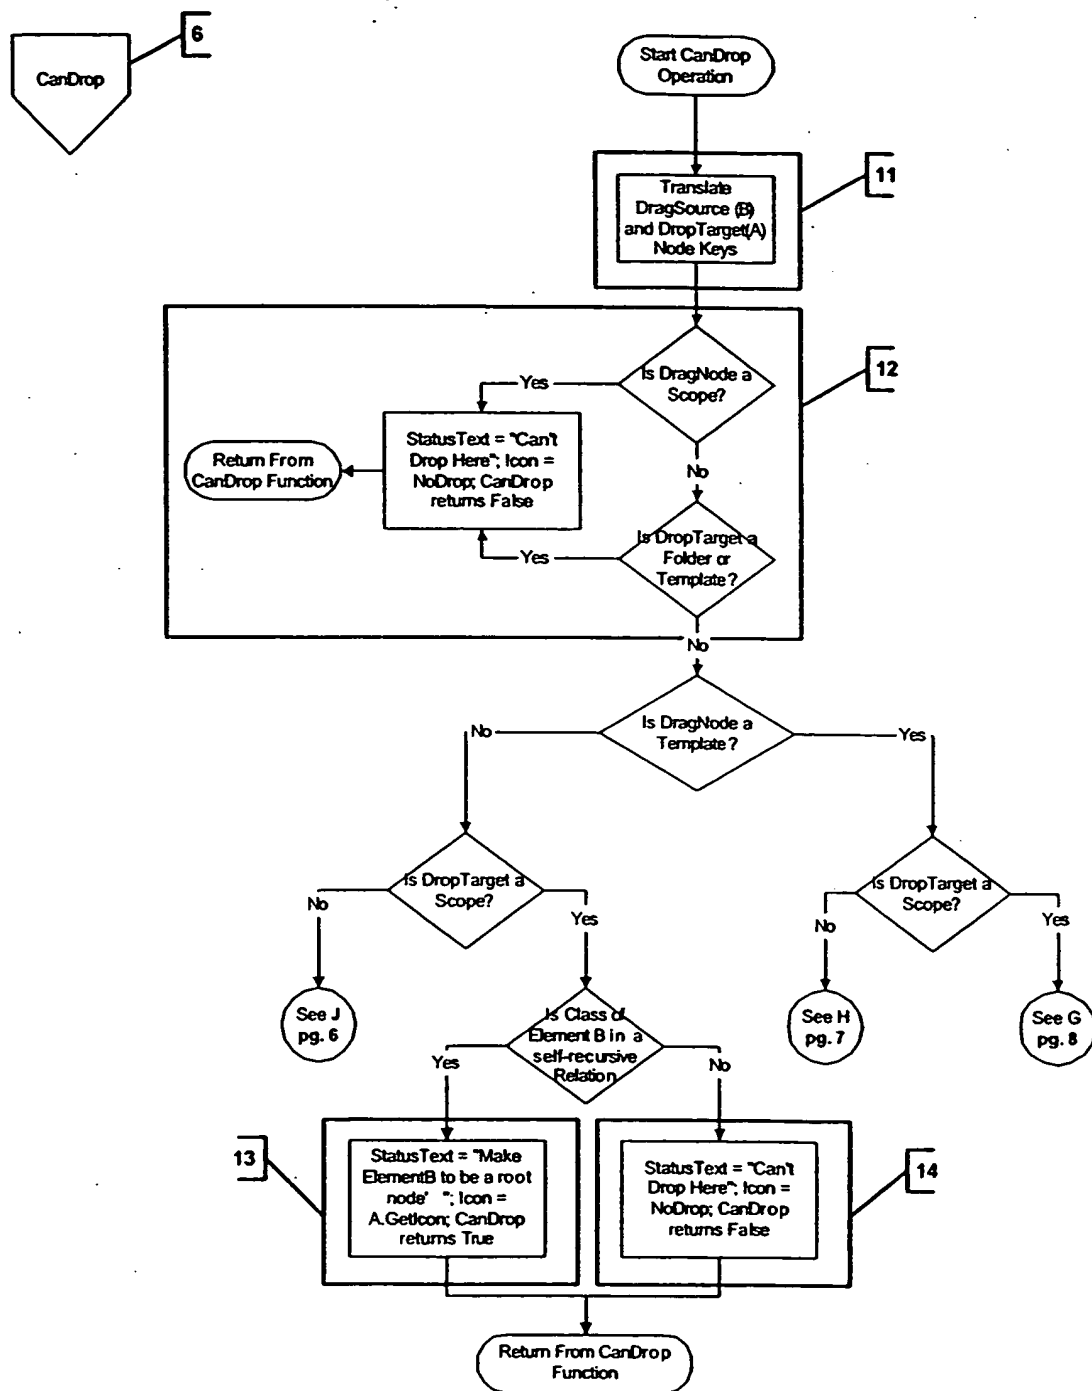 6
CanDrop
Start CanDrop
Operation
11
Translate
DragSource (B)
and DropTarget(A)
Node Keys
12
Is DragNode a
Scope?
Yes
No
StatusText = "Can't
Drop Here"; Icon =
NoDrop; CanDrop
returns False
Return From
CanDrop Function
Is DropTarget a
Folder or
Template?
Yes
No
Is DragNode a
Template?
No
Yes
Is DropTarget a
Scope?
No
Yes
Is DropTarget a
Scope?
No
Yes
See J
pg. 6
Is Class of
Element B in a
self-recursive
Relation
See H
pg. 7
See G
pg. 8
Yes
No
13
StatusText = "Make
ElementB to be a root
node' "; Icon =
A.GetIcon; CanDrop
returns True
StatusText = "Can't
Drop Here"; Icon =
NoDrop; CanDrop
returns False
14
Return From CanDrop
Function